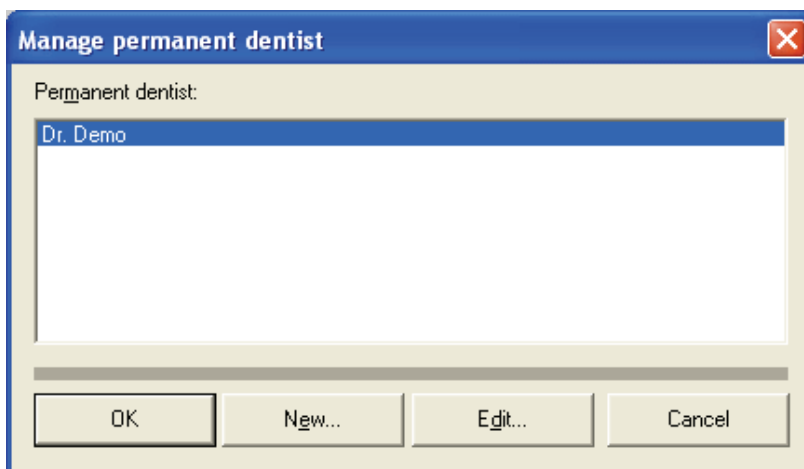 Manage permanent dentist
Permanent dentist:
Dr. Demo
OK New... Edit... Cancel